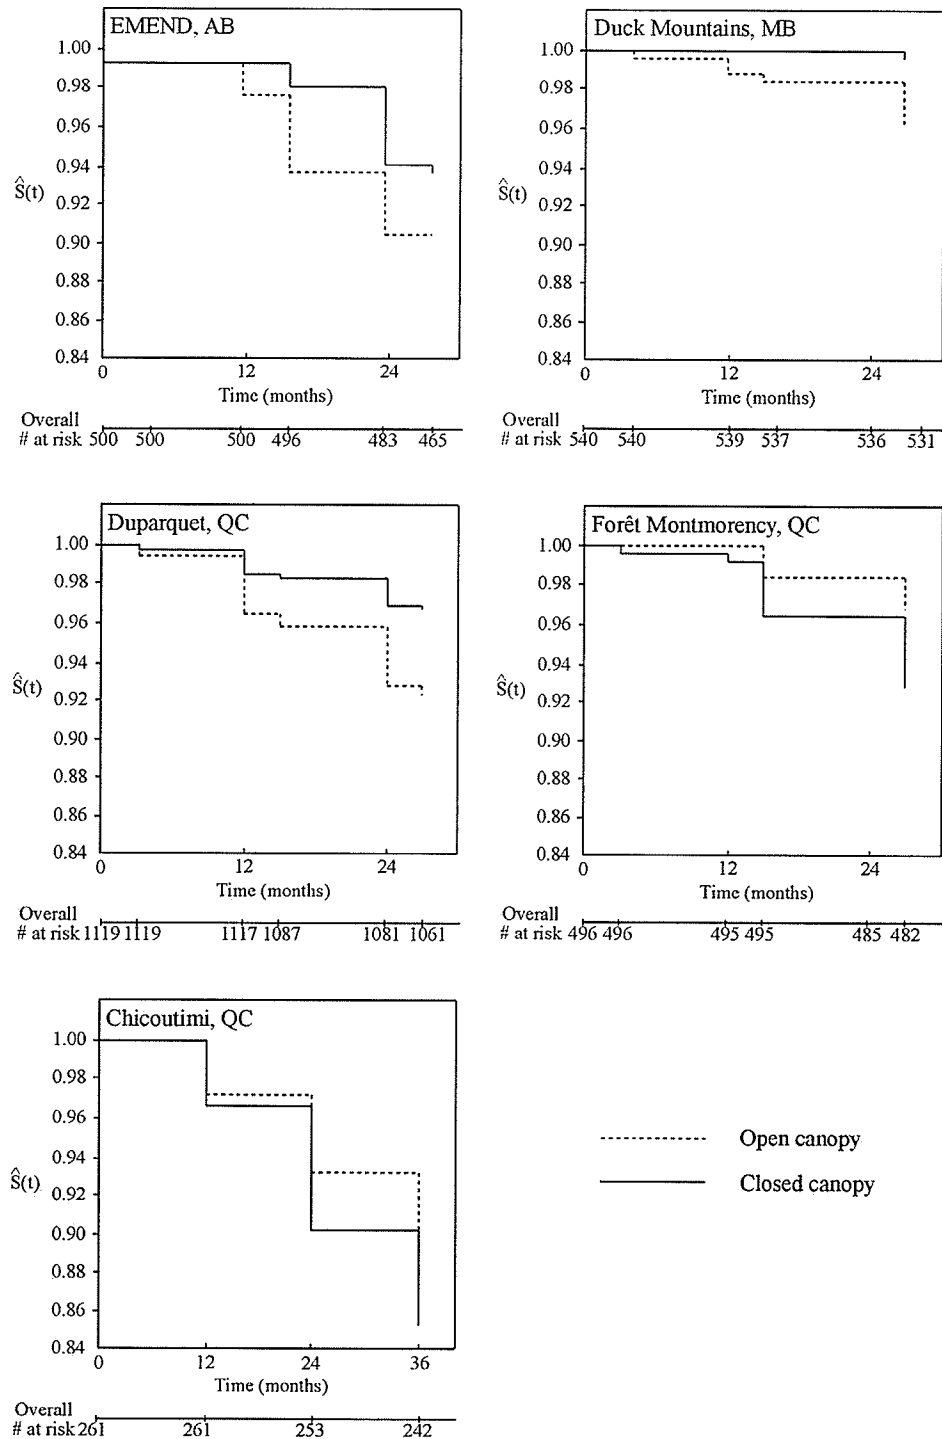 EMEND, AB
1.00
0.98
0.96
0.94
0.92
0.90
0.88
0.86
0.84
Ŝ(t)
0 12 24
Time (months)
Overall
# at risk 500 500 500 496 483 465
Duck Mountains, MB
1.00
0.98
0.96
0.94
0.92
0.90
0.88
0.86
0.84
Ŝ(t)
0 12 24
Time (months)
Overall
# at risk 540 540 539 537 536 531
Duparquet, QC
1.00
0.98
0.96
0.94
0.92
0.90
0.88
0.86
0.84
Ŝ(t)
0 12 24
Time (months)
Overall
# at risk 1119 1119 1117 1087 1081 1061
Forêt Montmorency, QC
1.00
0.98
0.96
0.94
0.92
0.90
0.88
0.86
0.84
Ŝ(t)
0 12 24
Time (months)
Overall
# at risk 496 496 495 495 485 482
Chicoutimi, QC
1.00
0.98
0.96
0.94
0.92
0.90
0.88
0.86
0.84
Ŝ(t)
0 12 24 36
Time (months)
Overall
# at risk 261 261 253 242
Open canopy
Closed canopy